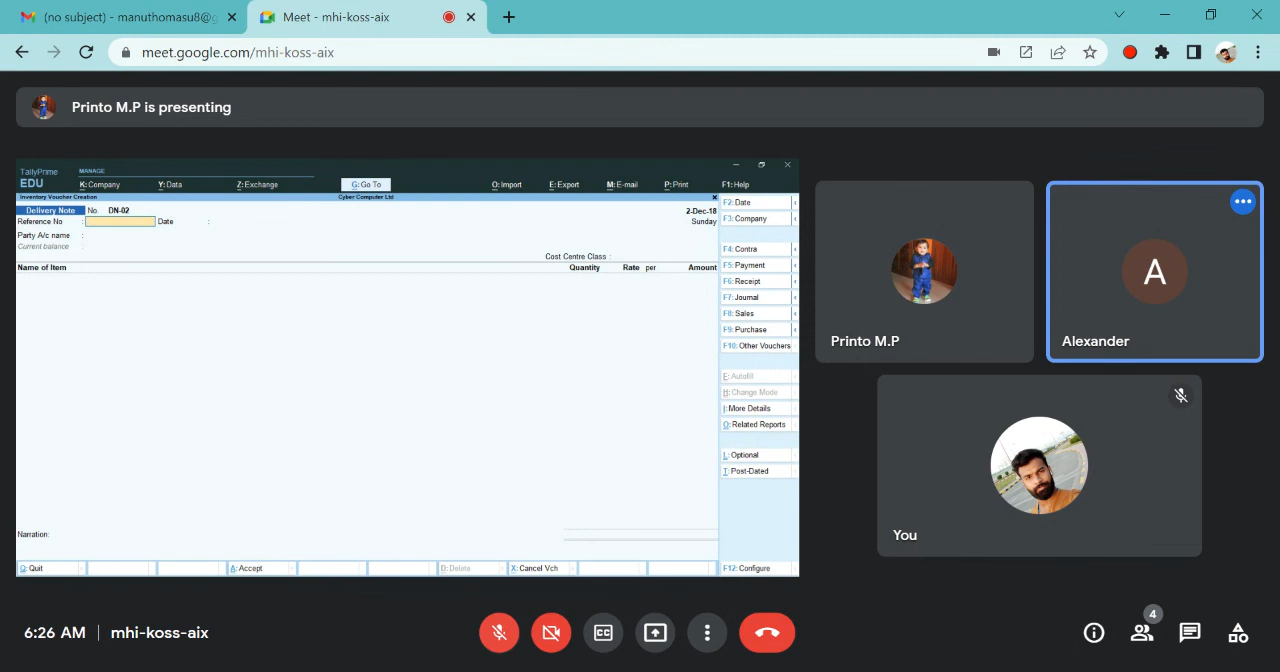 (no subject) - manuthomasu8@g
Meet - mhi-koss-aix
meet.google.com/mhi-koss-aix
Printo M.P is presenting
TallyPrime
EDU
MANAGE
K:Company
Y:Data
Z:Exchange
G:Go To
O:Import
E:Export
M:E-mail
P:Print
F1:Help
Inventory Voucher Creation
Cyber Computer Ltd
Delivery Note No. DN-02
2-Dec-18
Reference No :
Date :
Sunday
Party A/c name :
Current balance :
Cost Centre Class :
Name of Item
Quantity
Rate per
Amount
F2: Date
F3: Company
F4: Contra
F5: Payment
F6: Receipt
F7: Journal
F8: Sales
F9: Purchase
F10: Other Vouchers
E: Autofill
H: Change Mode
I: More Details
O: Related Reports
L: Optional
T: Post-Dated
Narration:
Q: Quit
A: Accept
D: Delete
X: Cancel Vch
F12: Configure
Printo M.P
A
Alexander
You
6:26 AM | mhi-koss-aix
CC
4